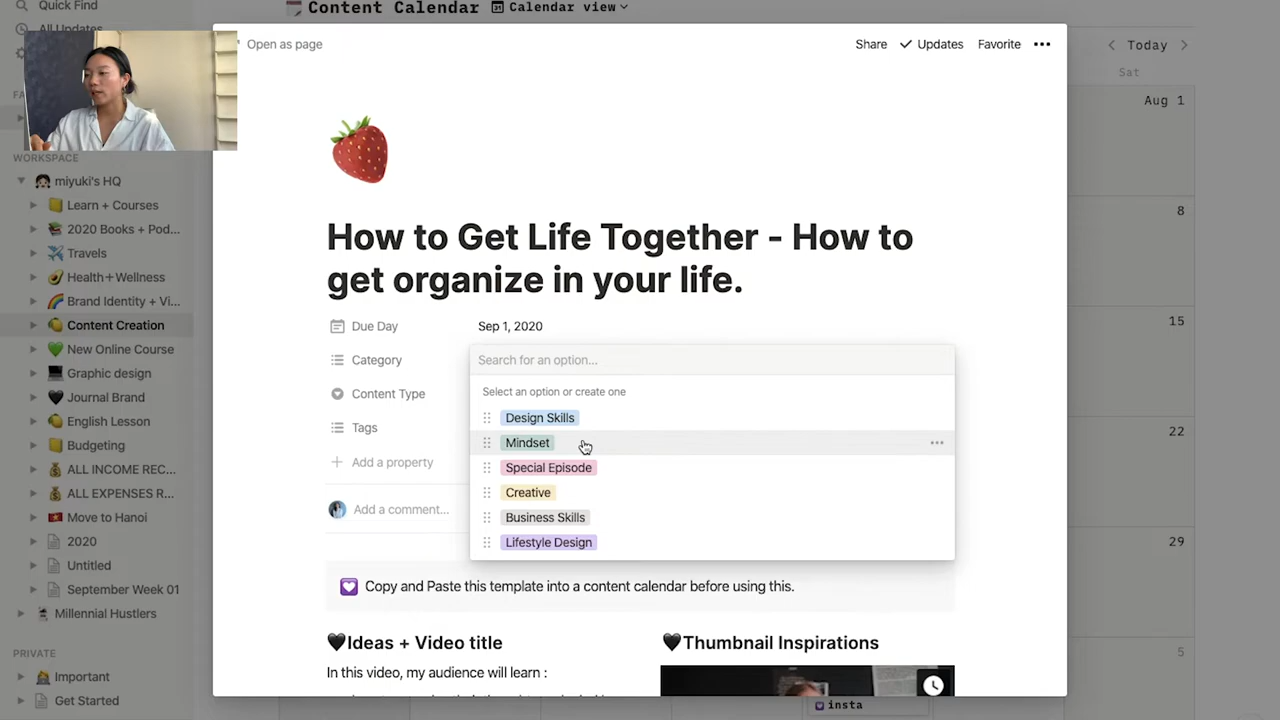 Quick Find
Content Calendar
Calendar view
All Updates
Open as page
Share
Updates
Favorite
Today
Sat
WORKSPACE
miyuki's HQ
Learn + Courses
2020 Books + Pod...
Travels
Health+Wellness
Brand Identity + Vi...
Content Creation
New Online Course
Graphic design
Journal Brand
English Lesson
Budgeting
ALL INCOME REC...
ALL EXPENSES R...
Move to Hanoi
2020
Untitled
September Week 01
Millennial Hustlers
PRIVATE
Important
Get Started
How to Get Life Together - How to
get organize in your life.
Due Day
Sep 1, 2020
Category
Search for an option...
Content Type
Tags
Add a property
Add a comment...
Select an option or create one
Design Skills
Mindset
Special Episode
Creative
Business Skills
Lifestyle Design
Copy and Paste this template into a content calendar before using this.
Ideas + Video title
In this video, my audience will learn :
Thumbnail Inspirations
Aug 1
8
15
22
29
5
insta